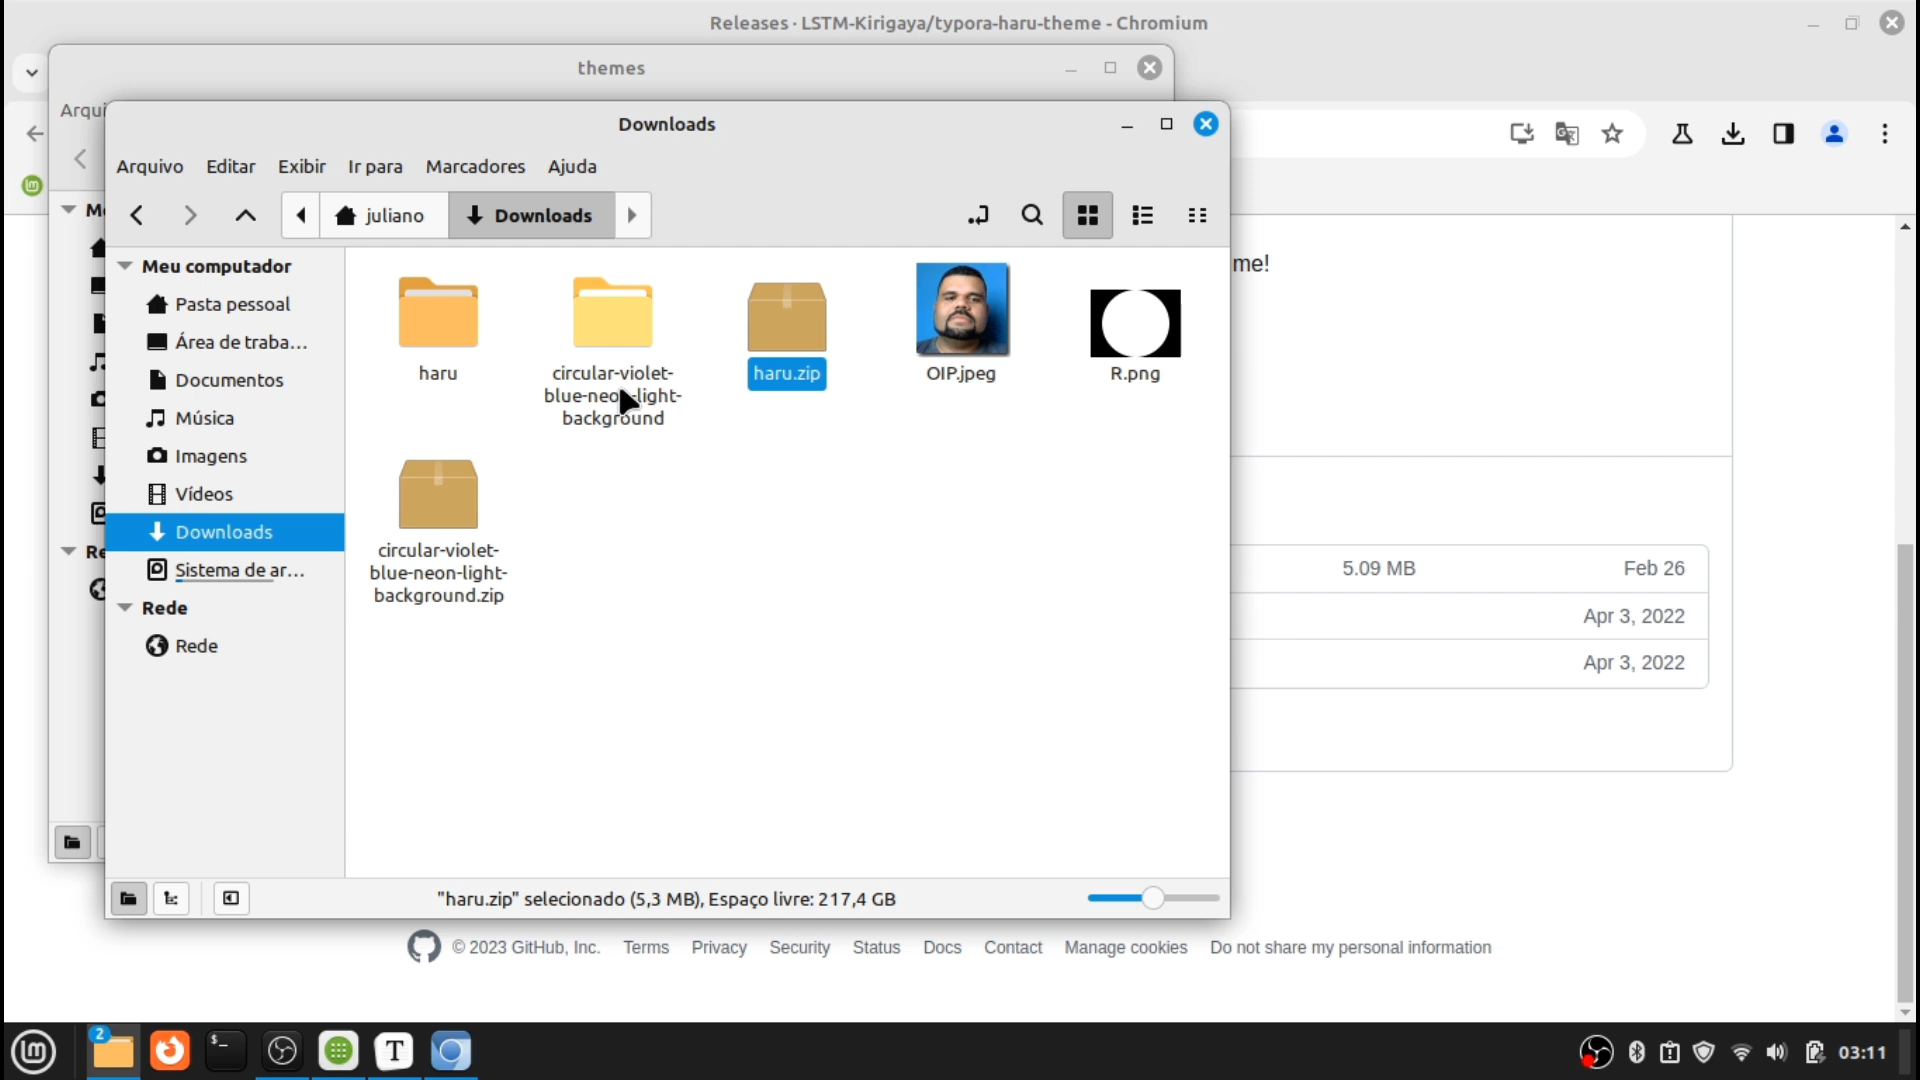 Releases · LSTM-Kirigaya/typora-haru-theme - Chromium
themes
Arqui
Downloads
Arquivo Editar Exibir Ir para Marcadores Ajuda
juliano Downloads
Me
Meu computador
Pasta pessoal
Área de traba...
Documentos
Música
Imagens
Vídeos
Downloads
Sistema de ar...
Re
Rede
Rede
haru
circular-violet-
blue-neon-light-
background
haru.zip
OIP.jpeg
R.png
circular-violet-
blue-neon-light-
background.zip
me!
5.09 MB Feb 26
Apr 3, 2022
Apr 3, 2022
"haru.zip" selecionado (5,3 MB), Espaço livre: 217,4 GB
© 2023 GitHub, Inc. Terms Privacy Security Status Docs Contact Manage cookies Do not share my personal information
2
$_
T
03:11